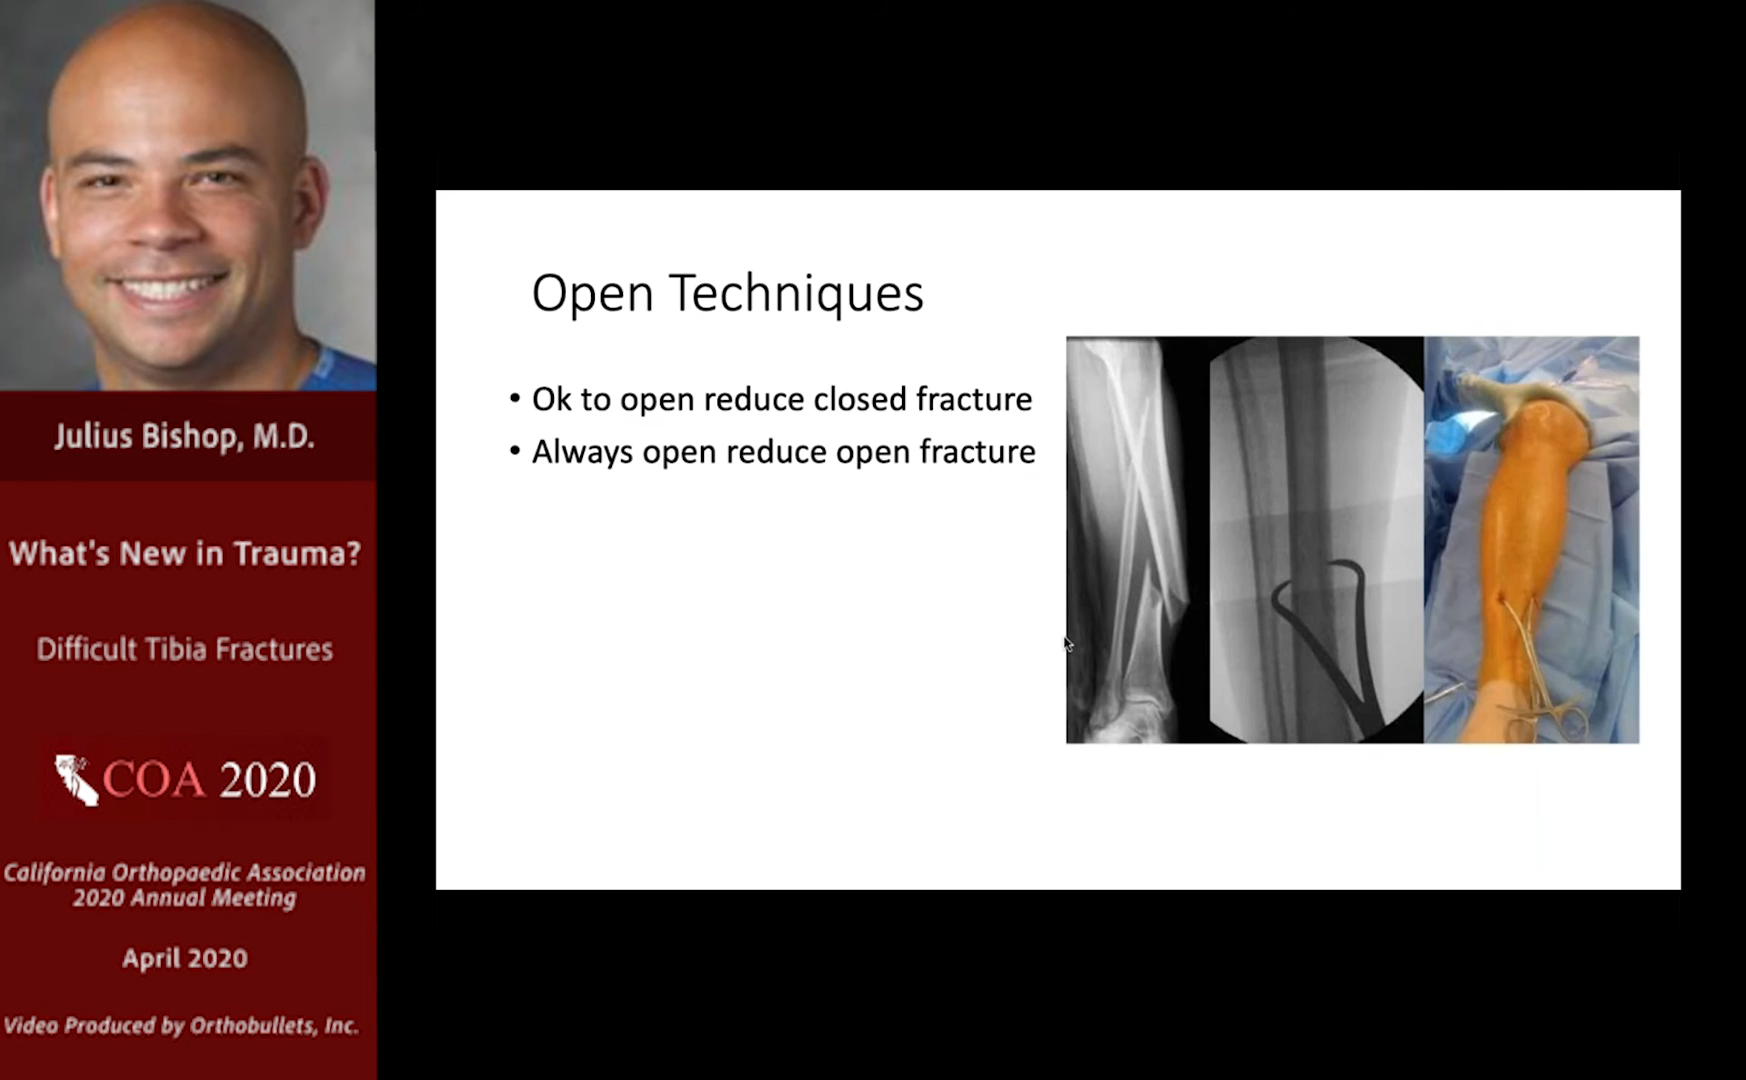 Julius Bishop, M.D.
What's New in Trauma?
Difficult Tibia Fractures
COA 2020
California Orthopaedic Association
2020 Annual Meeting
April 2020
Video Produced by Orthobullets, Inc.
Open Techniques
• Ok to open reduce closed fracture
• Always open reduce open fracture